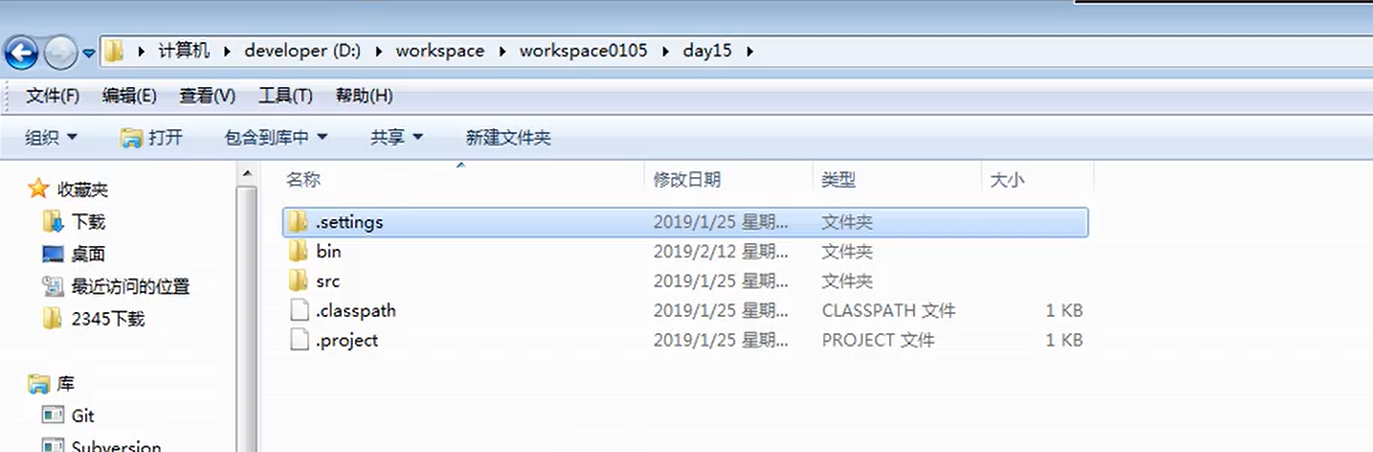 计算机 developer (D:) workspace workspace0105 day15
文件(F) 编辑(E) 查看(V) 工具(T) 帮助(H)
组织 打开 包含到库中 共享 新建文件夹
名称 修改日期 类型 大小
收藏夹
下载
桌面
最近访问的位置
2345下载
库
Git
Subversion
.settings 2019/1/25 星期... 文件夹
bin 2019/2/12 星期... 文件夹
src 2019/1/25 星期... 文件夹
.classpath 2019/1/25 星期... CLASSPATH 文件 1 KB
.project 2019/1/25 星期... PROJECT 文件 1 KB